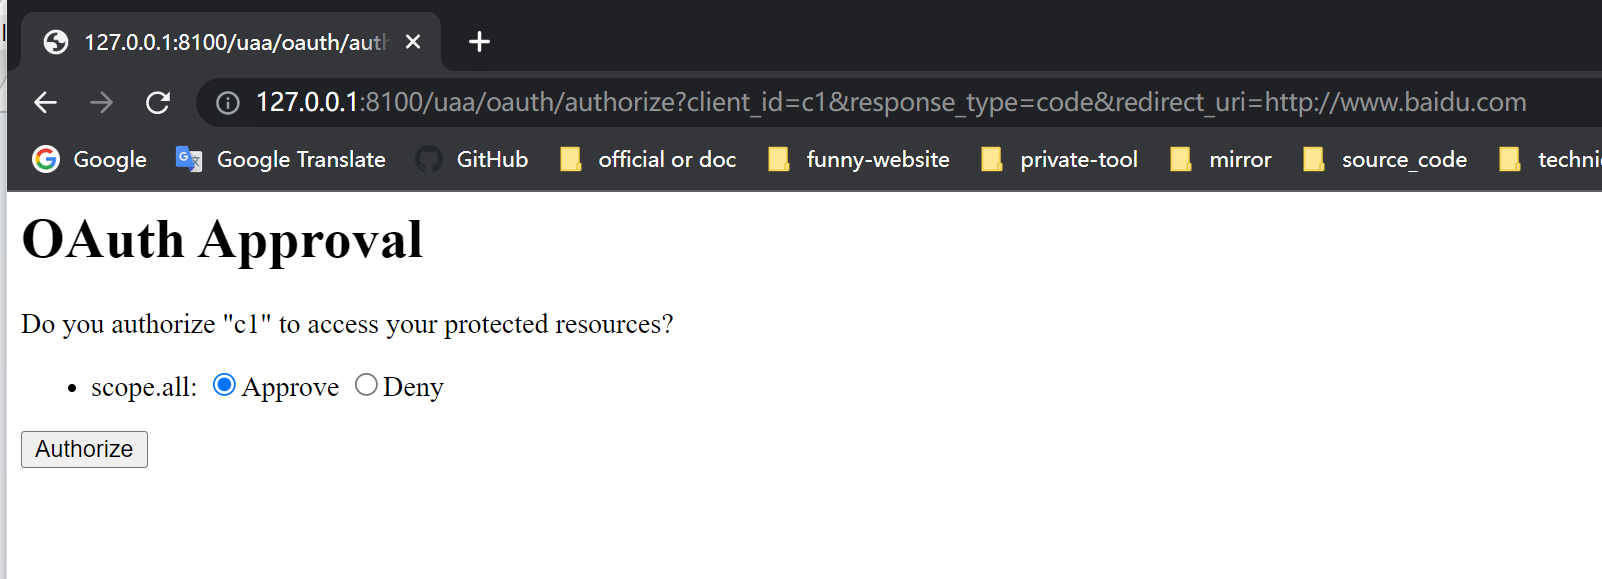 127.0.0.1:8100/uaa/oauth/auth
127.0.0.1:8100/uaa/oauth/authorize?client_id=c1&response_type=code&redirect_uri=http://www.baidu.com
Google Google Translate GitHub official or doc funny-website private-tool mirror source_code techni
OAuth Approval
Do you authorize "c1" to access your protected resources?
• scope.all: Approve Deny
Authorize